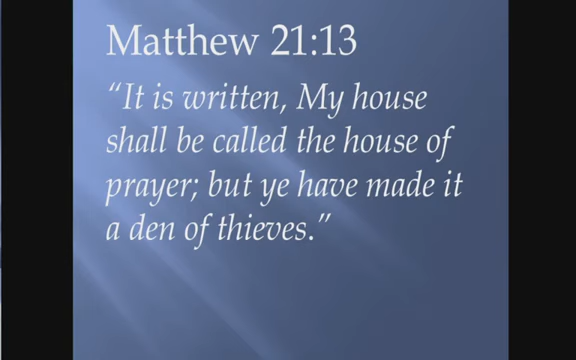 Matthew 21:13
“It is written, My house
shall be called the house of
prayer; but ye have made it
a den of thieves.”